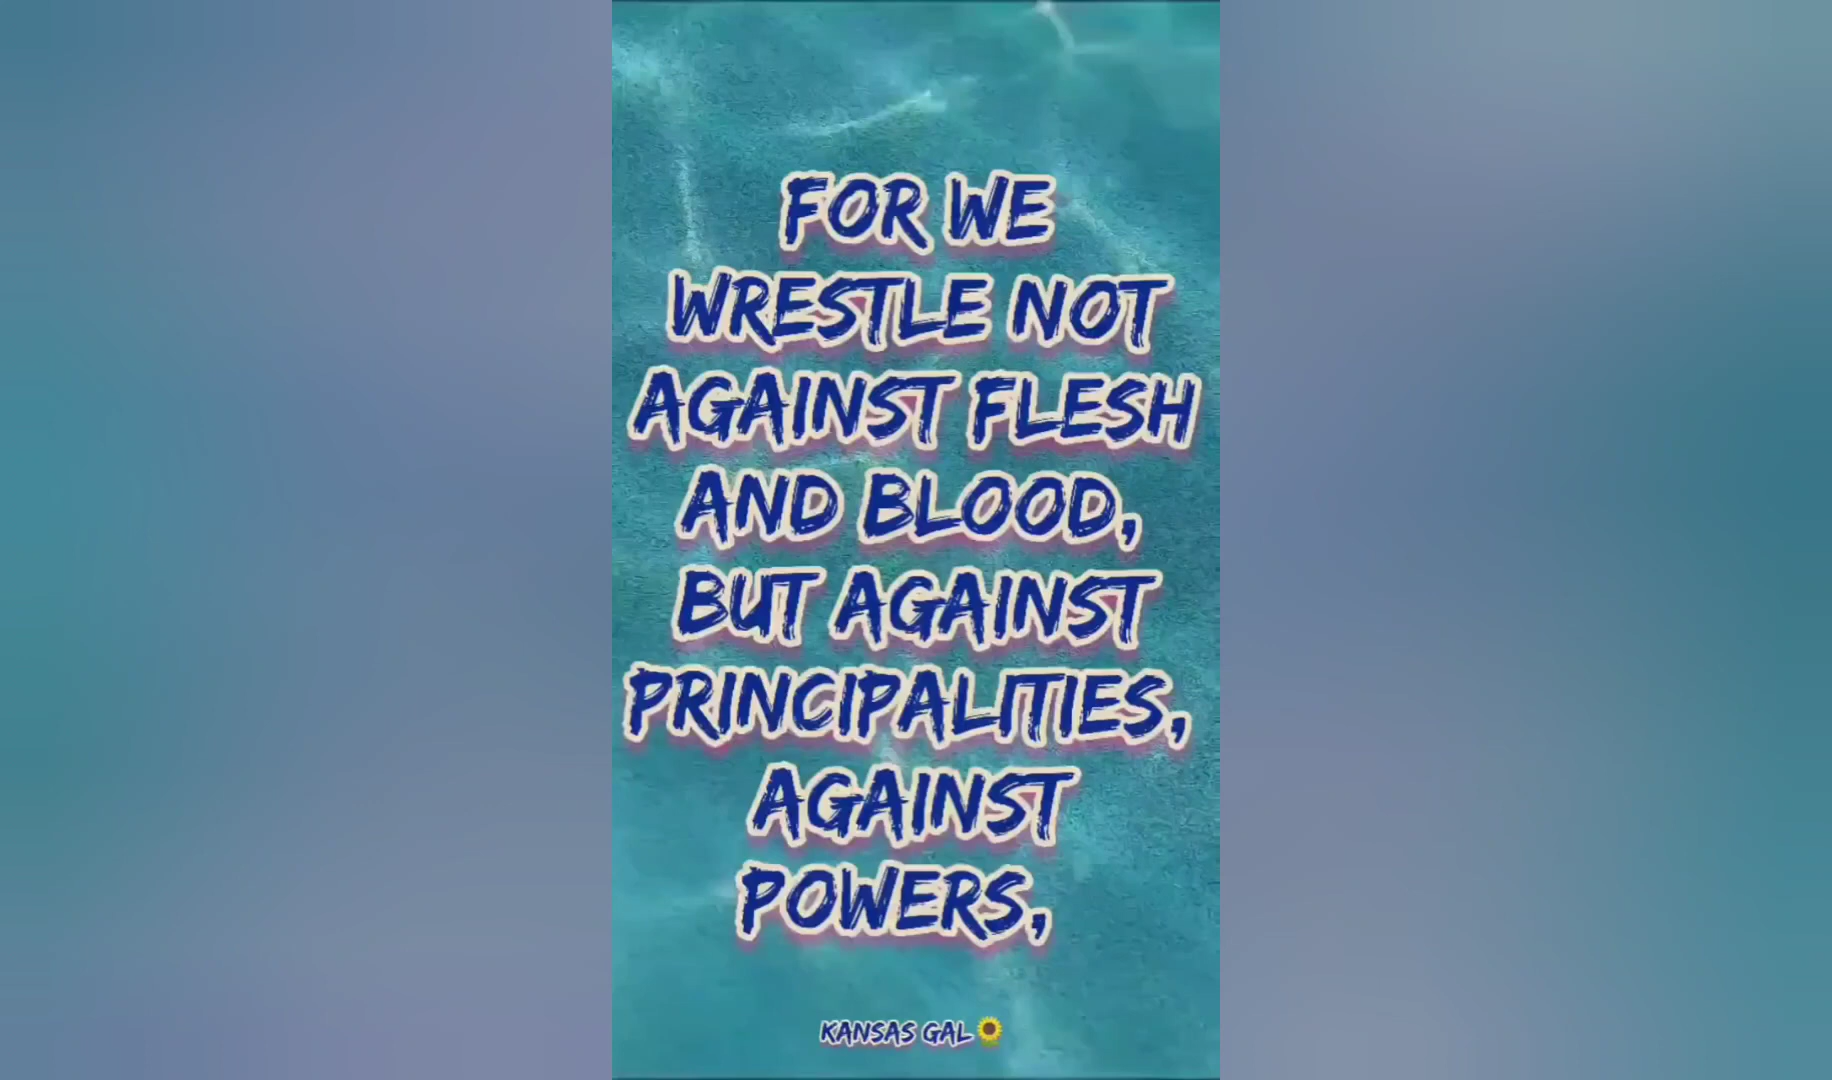 FOR WE
WRESTLE NOT
AGAINST FLESH
AND BLOOD,
BUT AGAINST
PRINCIPALITIES,
AGAINST
POWERS,
KANSAS GAL🌻